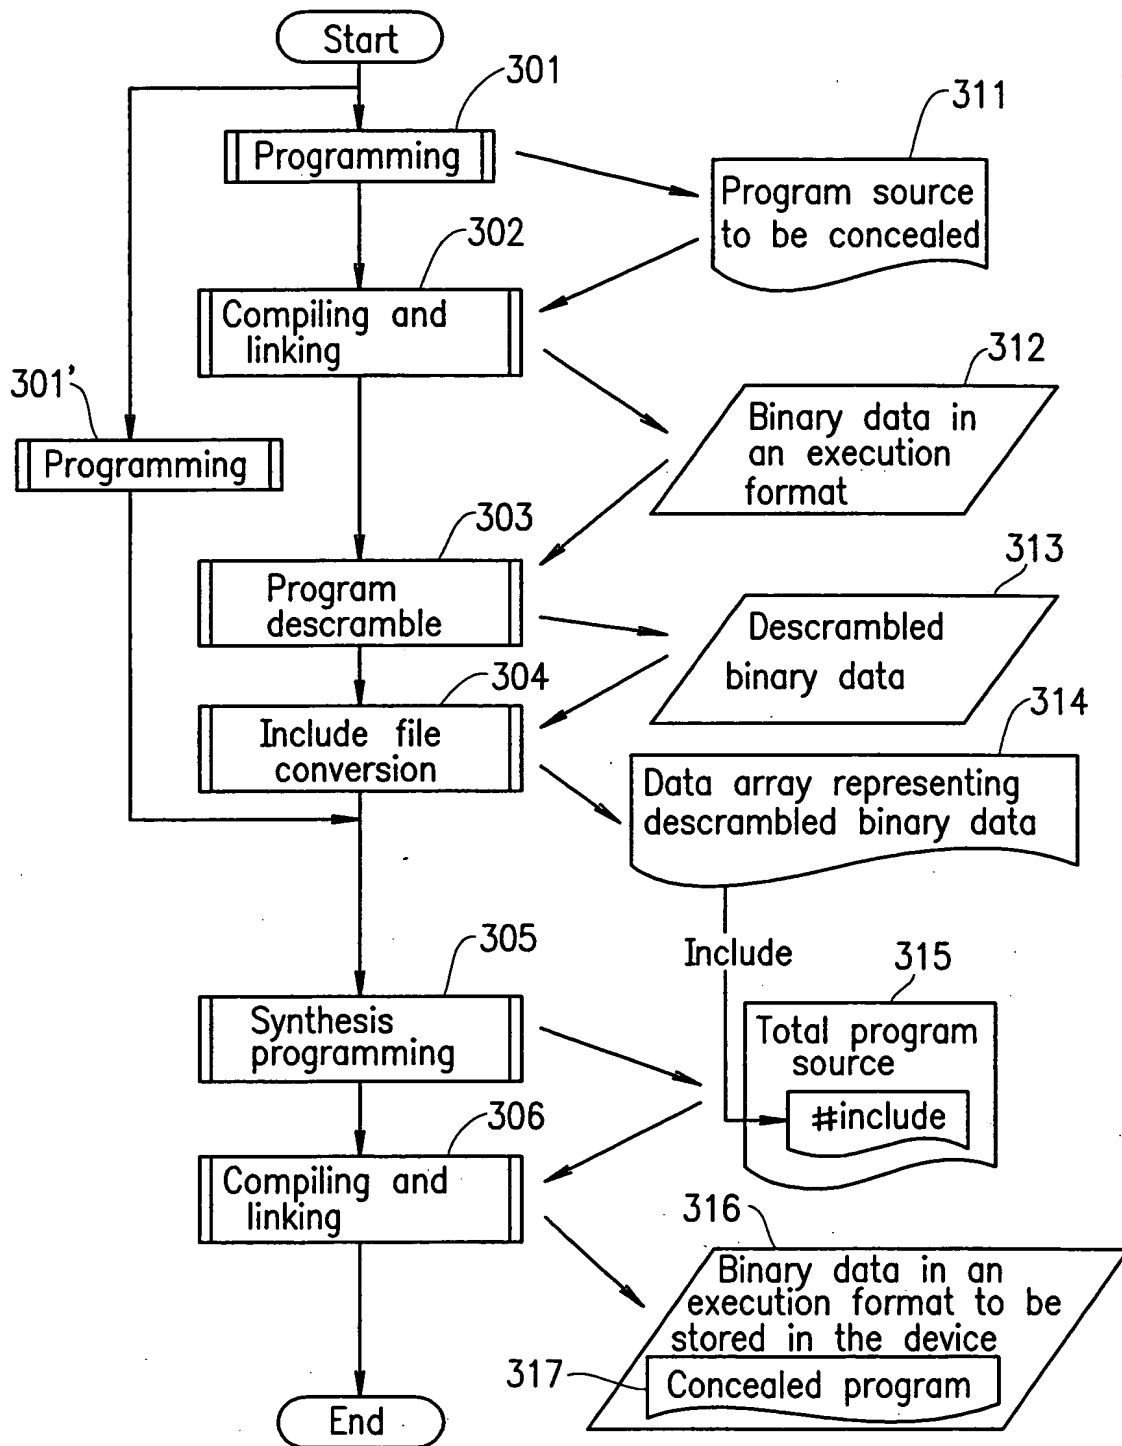 Start
301
Programming
311
Program source
to be concealed
302
Compiling and
linking
312
Binary data in
an execution
format
301'
Programming
303
Program
descramble
313
Descrambled
binary data
304
Include file
conversion
314
Data array representing
descrambled binary data
Include
305
Synthesis
programming
315
Total program
source
#include
306
Compiling and
linking
316
Binary data in an
execution format to be
stored in the device
317
Concealed program
End